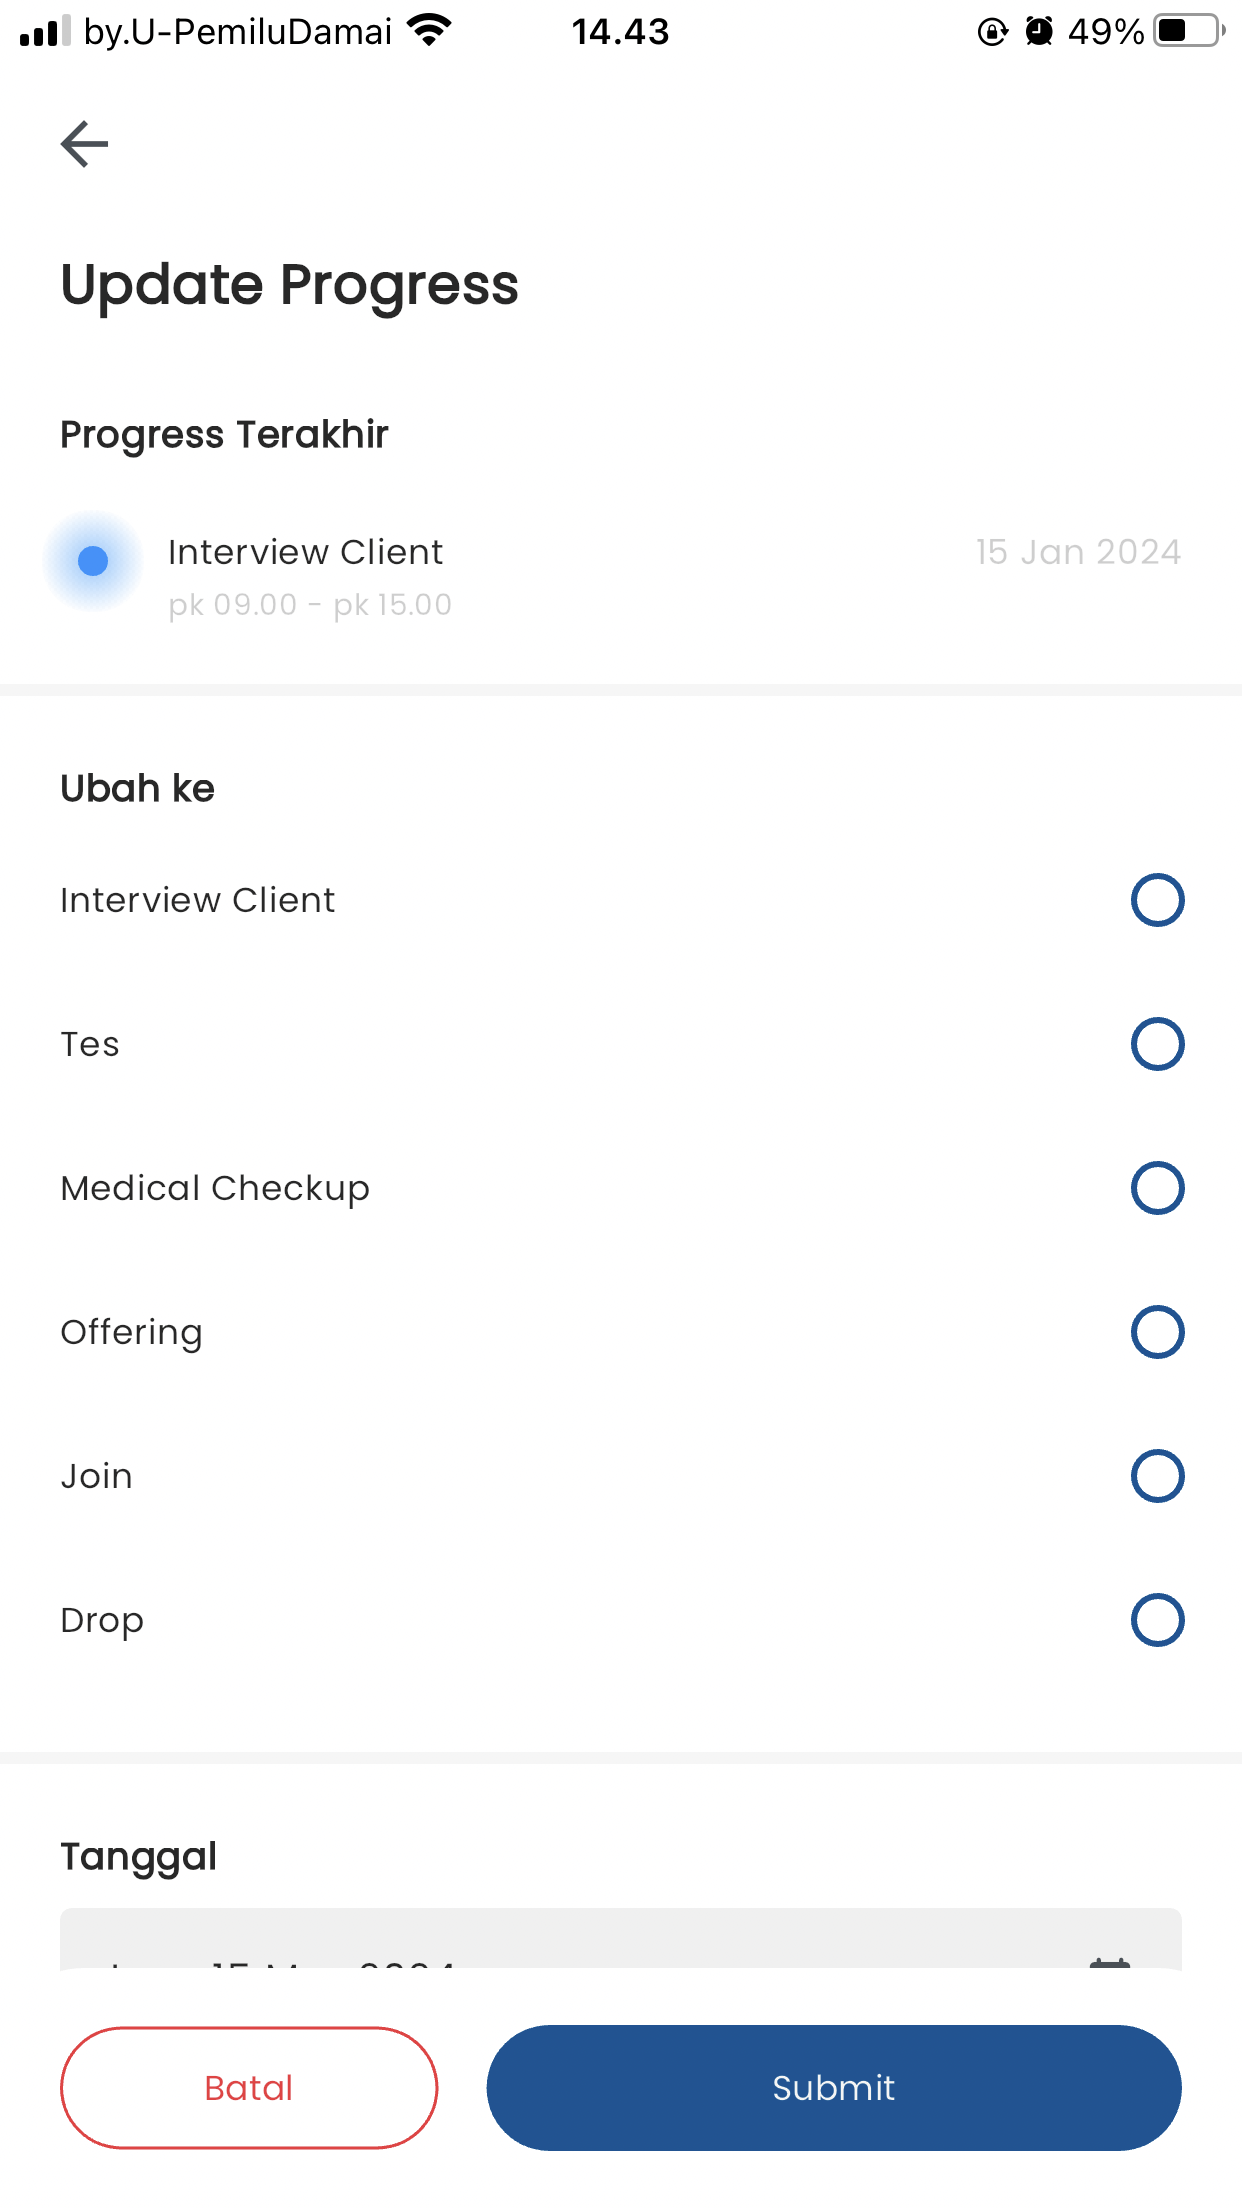 by.U-PemiluDamai 14.43 49%
Update Progress
Progress Terakhir
Interview Client 15 Jan 2024
pk 09.00 - pk 15.00
Ubah ke
Interview Client
Tes
Medical Checkup
Offering
Join
Drop
Tanggal
Batal Submit